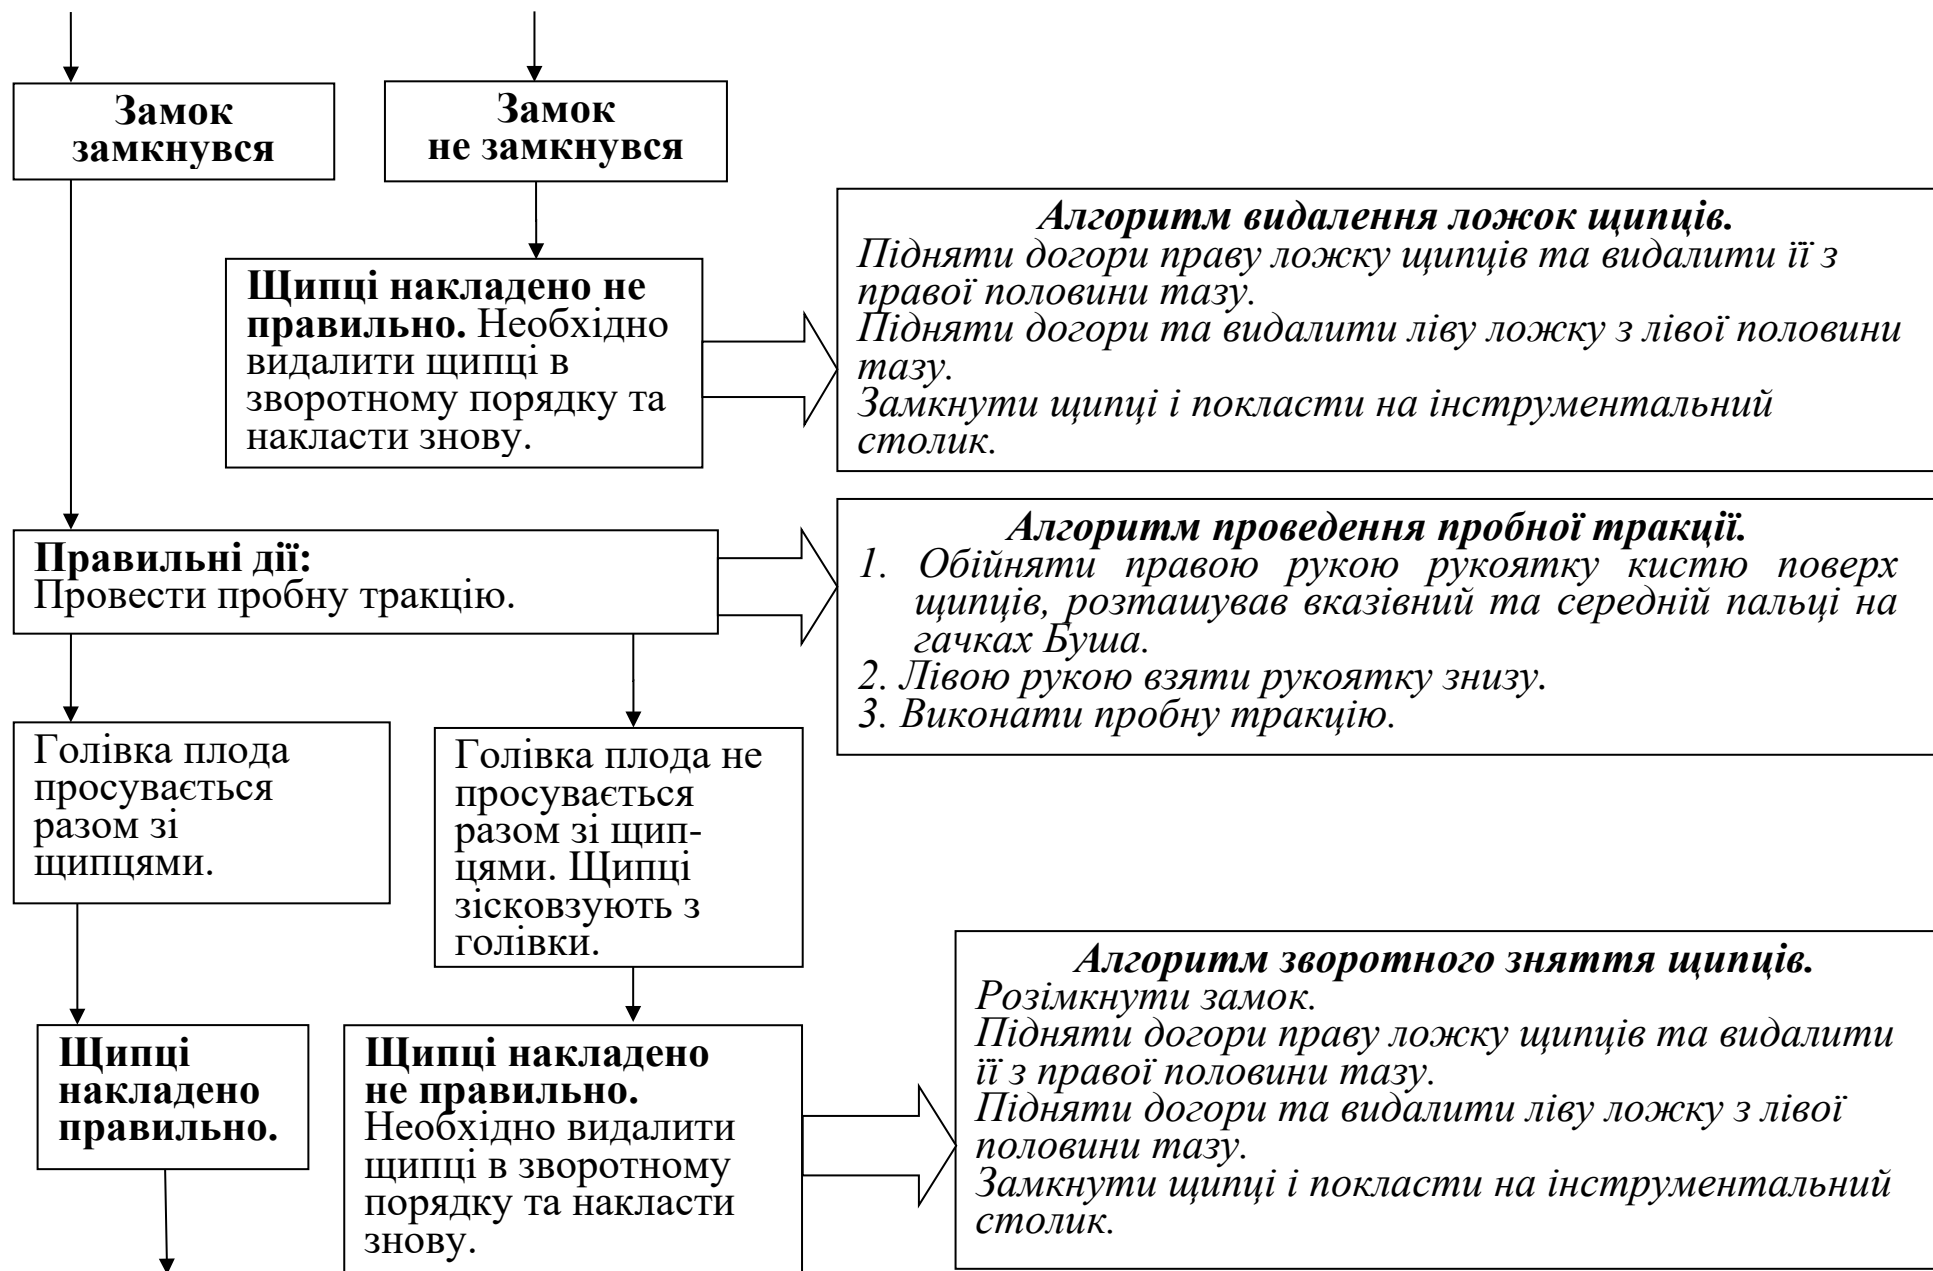 Замок
замкнувся
Замок
не замкнувся
Щипці накладено не
правильно. Необхідно
видалити щипці в
зворотному порядку та
накласти знову.
Алгоритм видалення ложок щипців.
Підняти догори праву ложку щипців та видалити її з
правої половини тазу.
Підняти догори та видалити ліву ложку з лівої половини
тазу.
Замкнути щипці і покласти на інструментальний
столик.
Правильні дії:
Провести пробну тракцію.
Алгоритм проведення пробної тракції.
1. Обійняти правою рукою рукоятку кистю поверх
щипців, розташував вказівний та середній пальці на
гачках Буша.
2. Лівою рукою взяти рукоятку знизу.
3. Виконати пробну тракцію.
Голівка плода
просувається
разом зі
щипцями.
Голівка плода не
просувається
разом зі щип-
цями. Щипці
зісковзують з
голівки.
Щипці
накладено
правильно.
Щипці накладено
не правильно.
Необхідно видалити
щипці в зворотному
порядку та накласти
знову.
Алгоритм зворотного зняття щипців.
Розімкнути замок.
Підняти догори праву ложку щипців та видалити
її з правої половини тазу.
Підняти догори та видалити ліву ложку з лівої
половини тазу.
Замкнути щипці і покласти на інструментальний
столик.